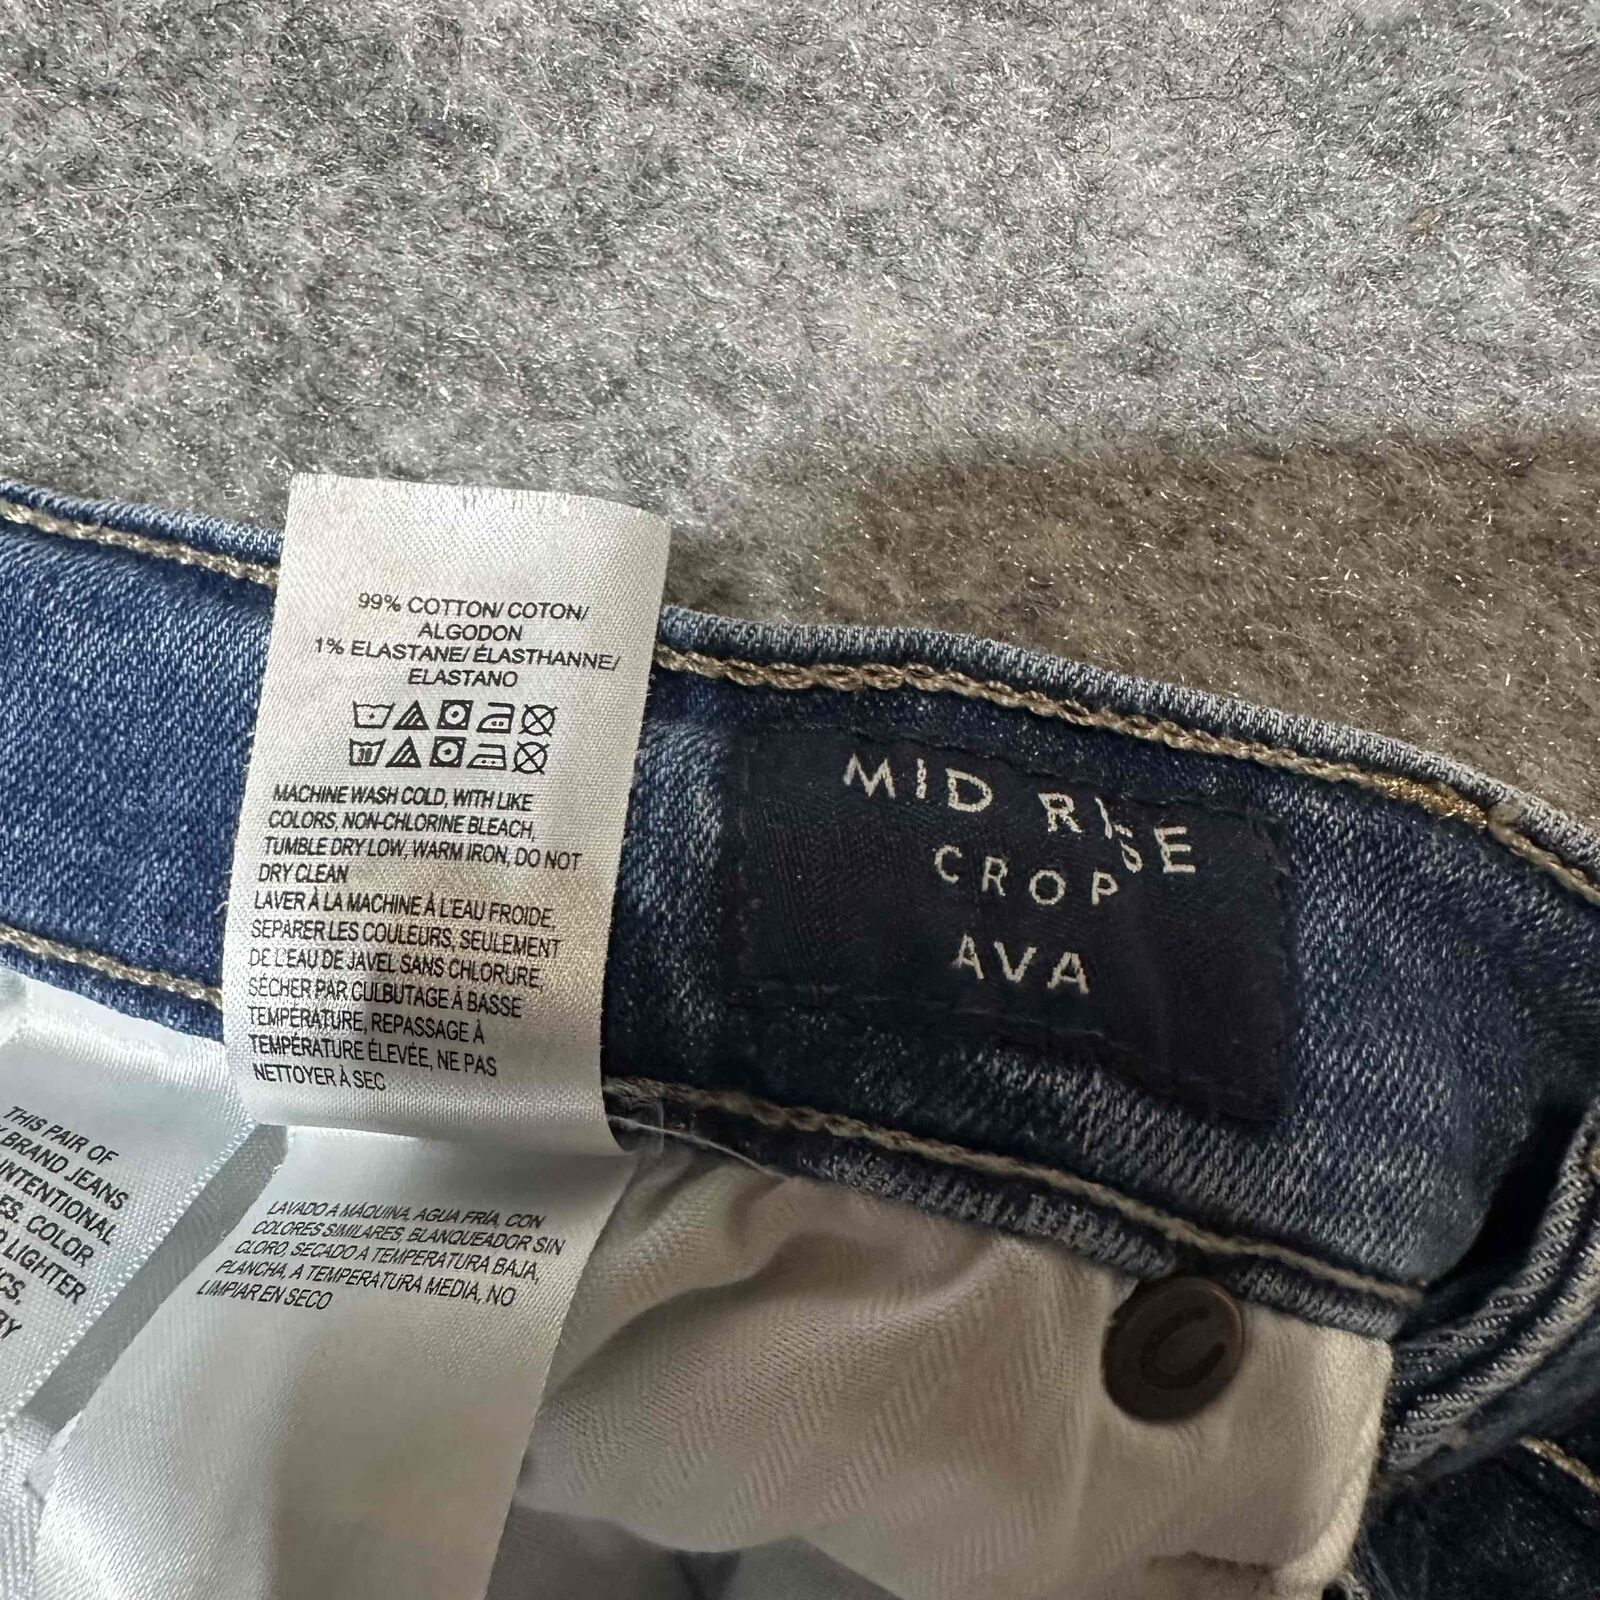 99% COTTON/ COTON/
ALGODON
1% ELASTANE/ ÉLASTHANNE/
ELASTANO
30
MACHINE WASH COLD, WITH LIKE
COLORS, NON-CHLORINE BLEACH,
TUMBLE DRY LOW, WARM IRON, DO NOT
DRY CLEAN
LAVER À LA MACHINE À L'EAU FROIDE,
SEPARER LES COULEURS, SEULEMENT
DE L'EAU DE JAVEL SANS CHLORURE,
SÉCHER PAR CULBUTAGE À BASSE
TEMPÉRATURE, REPASSAGE À
TEMPÉRATURE ÉLEVÉE, NE PAS
NETTOYER À SEC
LAVADO A MÁQUINA, AGUA FRÍA, CON
COLORES SIMILARES, BLANQUEADOR SIN
CLORO, SECADO A TEMPERATURA BAJA,
PLANCHA, A TEMPERATURA MEDIA, NO
LIMPIAR EN SECO
THIS PAIR OF
BRAND JEANS
INTENTIONAL
COLOR
LIGHTER
MID RISE
CROP
AVA